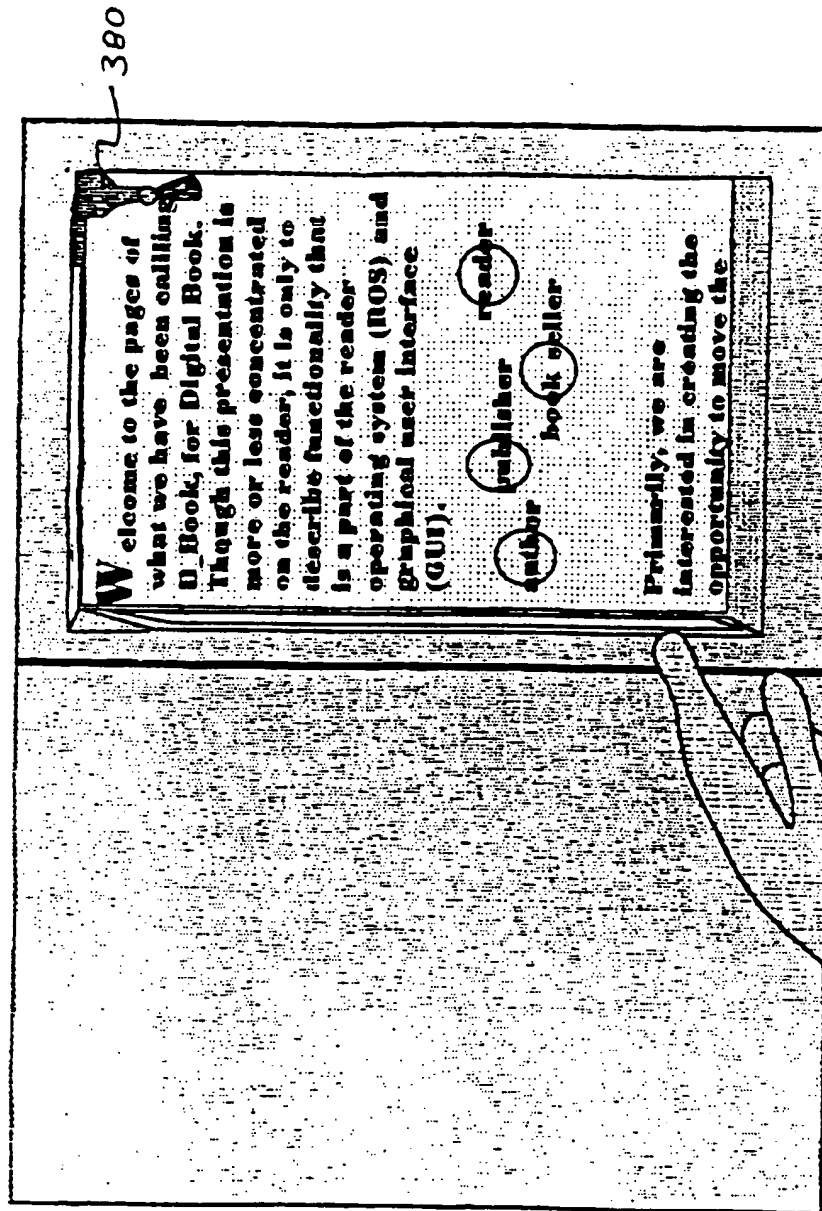 380
Welcome to the pages of
what we have been calling
D_Book, for Digital Book.
Though this presentation is
more or less concentrated
on the reader, it is only to
describe functionality that
is a part of the reader
operating system (ROS) and
graphical user interface
(GUI).
author publisher book seller reader
Primarily, we are
interested in creating the
opportunity to move the